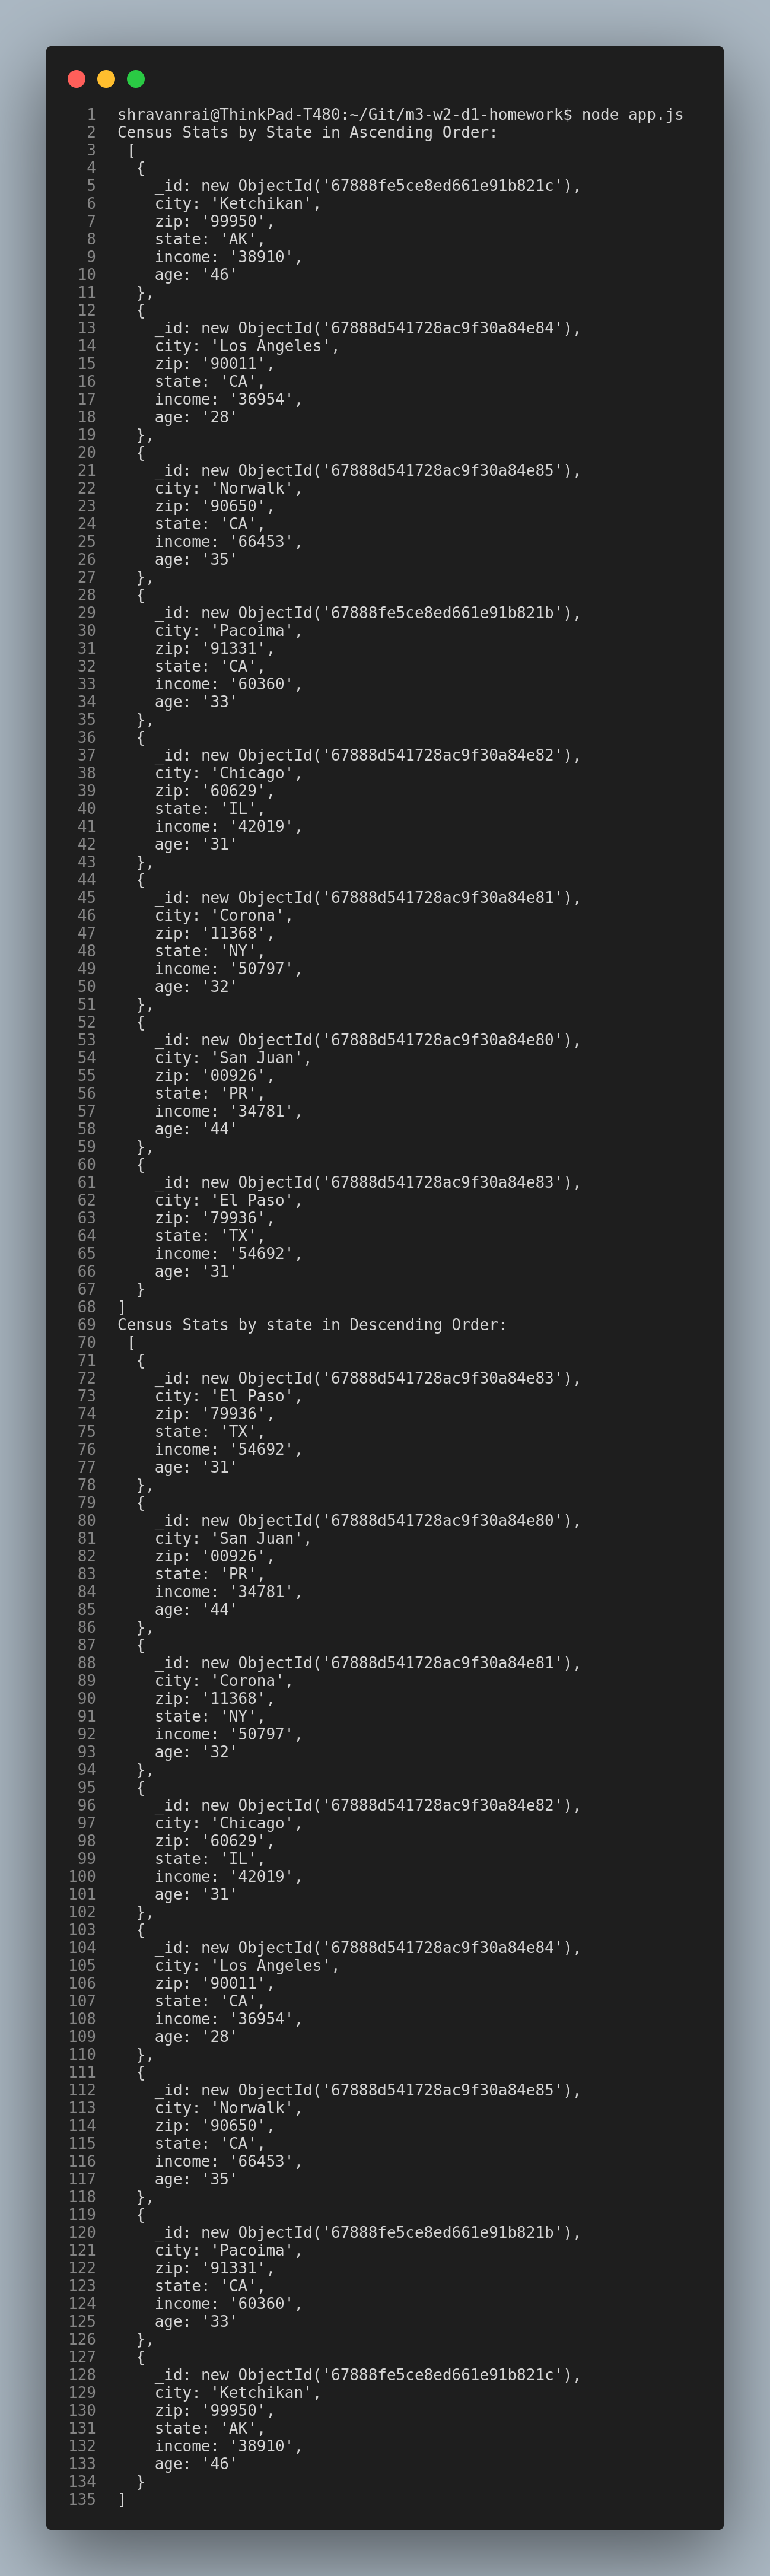 1 shravanrai@ThinkPad-T480:~/Git/m3-w2-d1-homework$ node app.js
2 Census Stats by State in Ascending Order:
3 [
4 {
5 _id: new ObjectId('67888fe5ce8ed661e91b821c'),
6 city: 'Ketchikan',
7 zip: '99950',
8 state: 'AK',
9 income: '38910',
10 age: '46'
11 },
12 {
13 _id: new ObjectId('67888d541728ac9f30a84e84'),
14 city: 'Los Angeles',
15 zip: '90011',
16 state: 'CA',
17 income: '36954',
18 age: '28'
19 },
20 {
21 _id: new ObjectId('67888d541728ac9f30a84e85'),
22 city: 'Norwalk',
23 zip: '90650',
24 state: 'CA',
25 income: '66453',
26 age: '35'
27 },
28 {
29 _id: new ObjectId('67888fe5ce8ed661e91b821b'),
30 city: 'Pacoima',
31 zip: '91331',
32 state: 'CA',
33 income: '60360',
34 age: '33'
35 },
36 {
37 _id: new ObjectId('67888d541728ac9f30a84e82'),
38 city: 'Chicago',
39 zip: '60629',
40 state: 'IL',
41 income: '42019',
42 age: '31'
43 },
44 {
45 _id: new ObjectId('67888d541728ac9f30a84e81'),
46 city: 'Corona',
47 zip: '11368',
48 state: 'NY',
49 income: '50797',
50 age: '32'
51 },
52 {
53 _id: new ObjectId('67888d541728ac9f30a84e80'),
54 city: 'San Juan',
55 zip: '00926',
56 state: 'PR',
57 income: '34781',
58 age: '44'
59 },
60 {
61 _id: new ObjectId('67888d541728ac9f30a84e83'),
62 city: 'El Paso',
63 zip: '79936',
64 state: 'TX',
65 income: '54692',
66 age: '31'
67 }
68 ]
69 Census Stats by state in Descending Order:
70 [
71 {
72 _id: new ObjectId('67888d541728ac9f30a84e83'),
73 city: 'El Paso',
74 zip: '79936',
75 state: 'TX',
76 income: '54692',
77 age: '31'
78 },
79 {
80 _id: new ObjectId('67888d541728ac9f30a84e80'),
81 city: 'San Juan',
82 zip: '00926',
83 state: 'PR',
84 income: '34781',
85 age: '44'
86 },
87 {
88 _id: new ObjectId('67888d541728ac9f30a84e81'),
89 city: 'Corona',
90 zip: '11368',
91 state: 'NY',
92 income: '50797',
93 age: '32'
94 },
95 {
96 _id: new ObjectId('67888d541728ac9f30a84e82'),
97 city: 'Chicago',
98 zip: '60629',
99 state: 'IL',
100 income: '42019',
101 age: '31'
102 },
103 {
104 _id: new ObjectId('67888d541728ac9f30a84e84'),
105 city: 'Los Angeles',
106 zip: '90011',
107 state: 'CA',
108 income: '36954',
109 age: '28'
110 },
111 {
112 _id: new ObjectId('67888d541728ac9f30a84e85'),
113 city: 'Norwalk',
114 zip: '90650',
115 state: 'CA',
116 income: '66453',
117 age: '35'
118 },
119 {
120 _id: new ObjectId('67888fe5ce8ed661e91b821b'),
121 city: 'Pacoima',
122 zip: '91331',
123 state: 'CA',
124 income: '60360',
125 age: '33'
126 },
127 {
128 _id: new ObjectId('67888fe5ce8ed661e91b821c'),
129 city: 'Ketchikan',
130 zip: '99950',
131 state: 'AK',
132 income: '38910',
133 age: '46'
134 }
135 ]